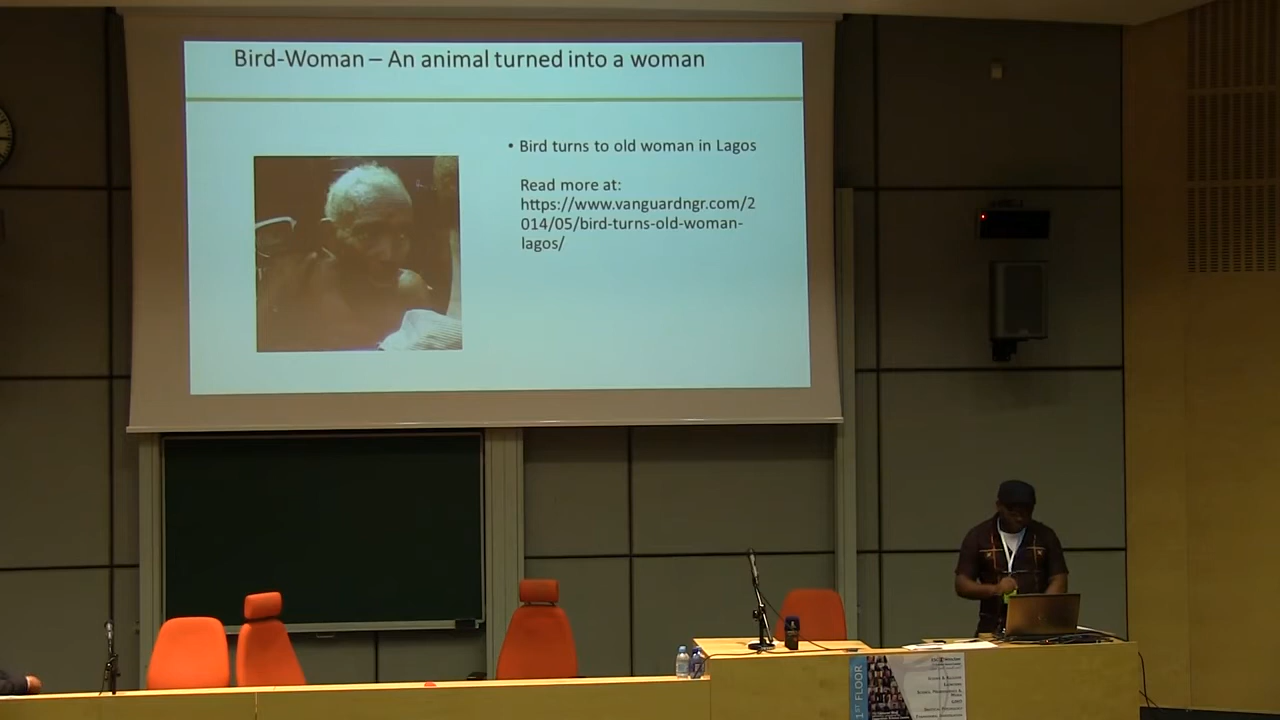 Bird-Woman – An animal turned into a woman
• Bird turns to old woman in Lagos
Read more at:
https://www.vanguardngr.com/2
014/05/bird-turns-old-woman-
lagos/
1ST FLOOR